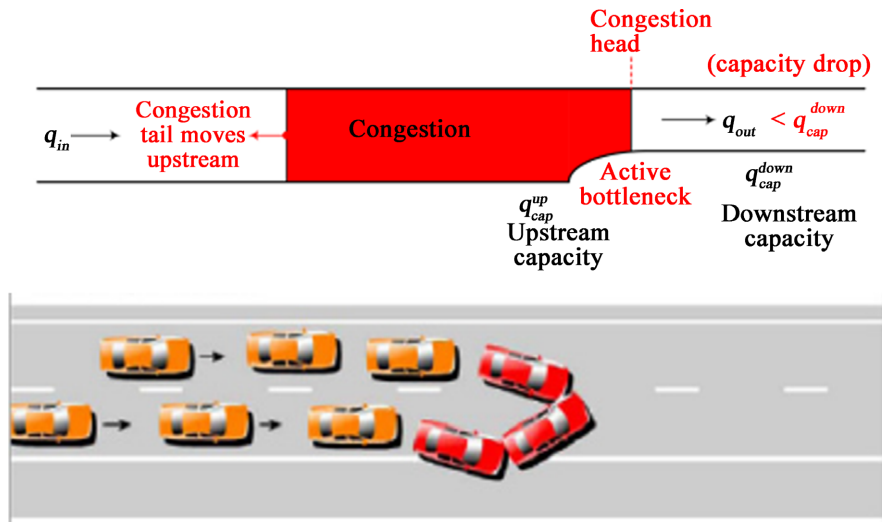 Congestion
head
(capacity drop)
Congestion
tail moves
upstream
q_in
Congestion
q_out < q_cap^down
Active
bottleneck
q_cap^up
Upstream
capacity
q_cap^down
Downstream
capacity